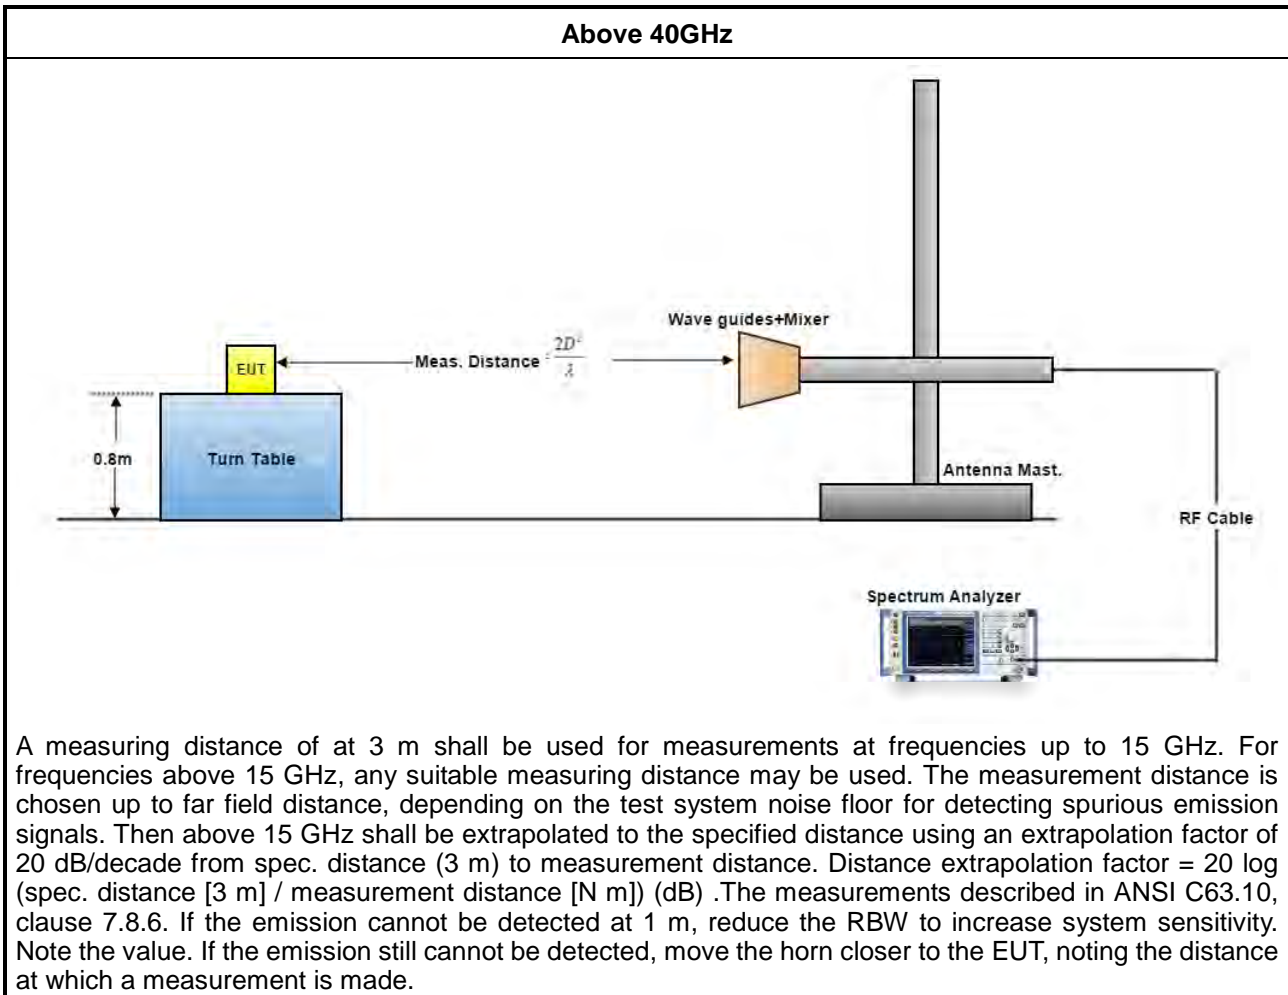 Above 40GHz
Wave guides+Mixer
EUT
Meas. Distance : 2D² / λ
0.8m
Turn Table
Antenna Mast.
RF Cable
Spectrum Analyzer
A measuring distance of at 3 m shall be used for measurements at frequencies up to 15 GHz. For
frequencies above 15 GHz, any suitable measuring distance may be used. The measurement distance is
chosen up to far field distance, depending on the test system noise floor for detecting spurious emission
signals. Then above 15 GHz shall be extrapolated to the specified distance using an extrapolation factor of
20 dB/decade from spec. distance (3 m) to measurement distance. Distance extrapolation factor = 20 log
(spec. distance [3 m] / measurement distance [N m]) (dB) .The measurements described in ANSI C63.10,
clause 7.8.6. If the emission cannot be detected at 1 m, reduce the RBW to increase system sensitivity.
Note the value. If the emission still cannot be detected, move the horn closer to the EUT, noting the distance
at which a measurement is made.